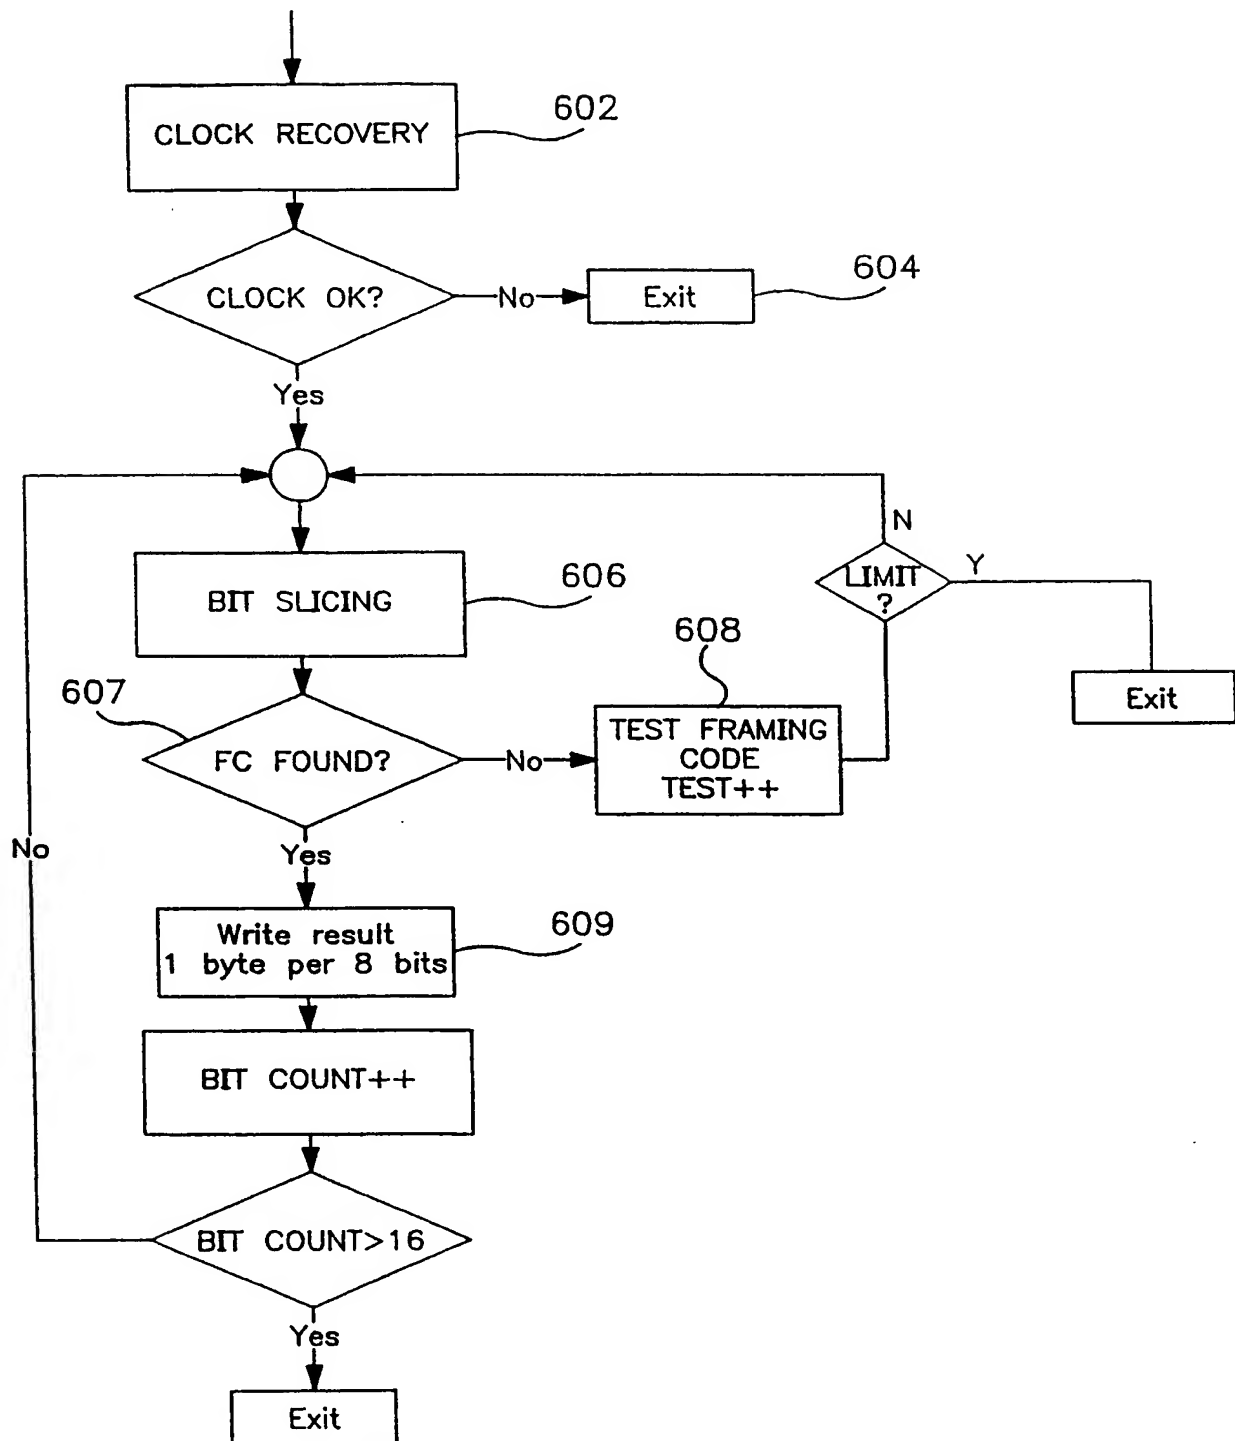 602
CLOCK RECOVERY
604
CLOCK OK?
No
Exit
Yes
N
LIMIT
?
Y
606
BIT SLICING
608
607
Exit
TEST FRAMING
CODE
TEST++
FC FOUND?
No
No
Yes
609
Write result
1 byte per 8 bits
BIT COUNT++
BIT COUNT>16
Yes
Exit